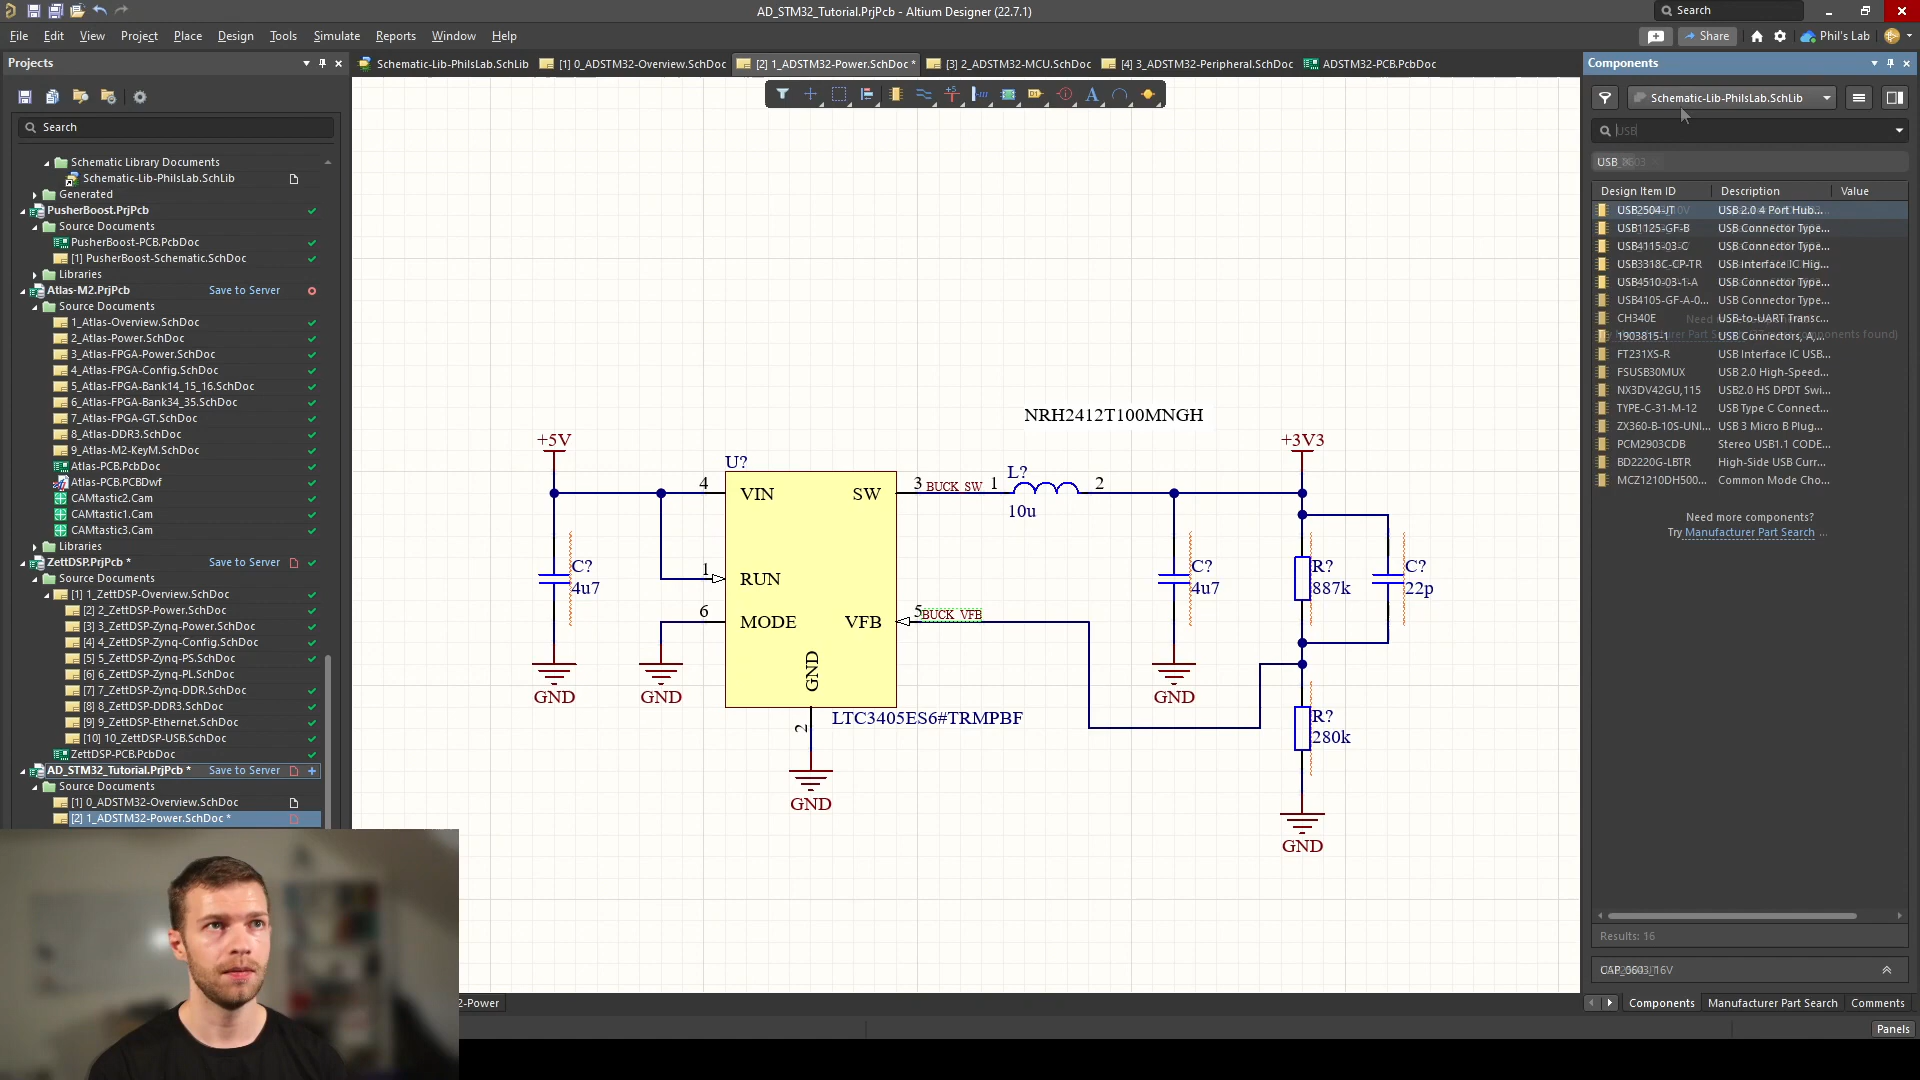 AD_STM32_Tutorial.PrjPcb - Altium Designer (22.7.1)
Search
File Edit View Project Place Design Tools Simulate Reports Window Help
Share
Phil's Lab
Projects
Schematic-Lib-PhilsLab.SchLib
[1] 0_ADSTM32-Overview.SchDoc
[2] 1_ADSTM32-Power.SchDoc *
[3] 2_ADSTM32-MCU.SchDoc
[4] 3_ADSTM32-Peripheral.SchDoc
ADSTM32-PCB.PcbDoc
Search
Schematic Library Documents
Schematic-Lib-PhilsLab.SchLib
Generated
PusherBoost.PrjPcb
Source Documents
PusherBoost-PCB.PcbDoc
[1] PusherBoost-Schematic.SchDoc
Libraries
Atlas-M2.PrjPcb Save to Server
Source Documents
1_Atlas-Overview.SchDoc
2_Atlas-Power.SchDoc
3_Atlas-FPGA-Power.SchDoc
4_Atlas-FPGA-Config.SchDoc
5_Atlas-FPGA-Bank14_15_16.SchDoc
6_Atlas-FPGA-Bank34_35.SchDoc
7_Atlas-FPGA-GT.SchDoc
8_Atlas-DDR3.SchDoc
9_Atlas-M2-KeyM.SchDoc
Atlas-PCB.PcbDoc
Atlas-PCB.PCBDwf
CAMtastic2.Cam
CAMtastic1.Cam
CAMtastic3.Cam
Libraries
ZettDSP.PrjPcb * Save to Server
Source Documents
[1] 1_ZettDSP-Overview.SchDoc
[2] 2_ZettDSP-Power.SchDoc
[3] 3_ZettDSP-Zynq-Power.SchDoc
[4] 4_ZettDSP-Zynq-Config.SchDoc
[5] 5_ZettDSP-Zynq-PS.SchDoc
[6] 6_ZettDSP-Zynq-PL.SchDoc
[7] 7_ZettDSP-Zynq-DDR.SchDoc
[8] 8_ZettDSP-DDR3.SchDoc
[9] 9_ZettDSP-Ethernet.SchDoc
[10] 10_ZettDSP-USB.SchDoc
ZettDSP-PCB.PcbDoc
AD_STM32_Tutorial.PrjPcb * Save to Server
Source Documents
[1] 0_ADSTM32-Overview.SchDoc
[2] 1_ADSTM32-Power.SchDoc *
NRH2412T100MNGH
+5V
+3V3
U?
4
VIN
SW
3
BUCK_SW
1
L?
2
10u
C?
4u7
1
RUN
6
MODE
VFB
5
BUCK_VFB
GND
2
LTC3405ES6#TRMPBF
C?
4u7
R?
887k
C?
22p
R?
280k
GND
GND
GND
GND
GND
Components
Schematic-Lib-PhilsLab.SchLib
USB
USB
Design Item ID Description Value
USB2504-JT USB 2.0 4 Port Hub...
USB1125-GF-B USB Connector Type...
USB4115-03-C USB Connector Type...
USB3318C-CP-TR USB Interface IC Hig...
USB4510-03-1-A USB Connector Type...
USB4105-GF-A-0... USB Connector Type...
CH340E USB-to-UART Transc...
1903815-1 USB Connectors, A,...
FT231XS-R USB Interface IC USB...
FSUSB30MUX USB 2.0 High-Speed...
NX3DV42GU,115 USB2.0 HS DPDT Swi...
TYPE-C-31-M-12 USB Type C Connect...
ZX360-B-10S-UNI... USB 3 Micro B Plug...
PCM2903CDB Stereo USB1.1 CODE...
BD2220G-LBTR High-Side USB Curr...
MCZ1210DH500... Common Mode Cho...
Need more components?
Try Manufacturer Part Search ...
Results: 16
2-Power
Components Manufacturer Part Search Comments
Panels